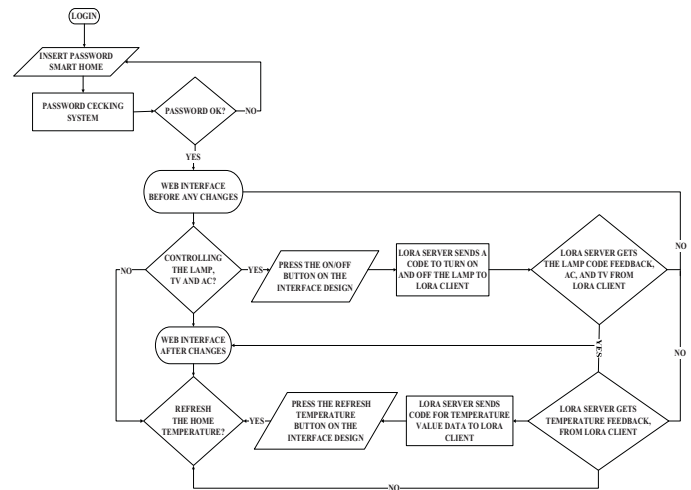 LOGIN
INSERT PASSWORD
SMART HOME
PASSWORD CECKING
SYSTEM
PASSWORD OK?
NO
YES
WEB INTERFACE
BEFORE ANY CHANGES
NO
CONTROLLING
THE LAMP,
TV AND AC?
NO
YES
PRESS THE ON/OFF
BUTTON ON THE
INTERFACE DESIGN
LORA SERVER SENDS A
CODE TO TURN ON
AND OFF THE LAMP TO
LORA CLIENT
LORA SERVER GETS
THE LAMP CODE FEEDBACK,
AC, AND TV FROM
LORA CLIENT
YES
NO
WEB INTERFACE
AFTER CHANGES
REFRESH
THE HOME
TEMPERATURE?
YES
PRESS THE REFRESH
TEMPERATURE
BUTTON ON THE
INTERFACE DESIGN
LORA SERVER SENDS
CODE FOR TEMPERATURE
VALUE DATA TO LORA
CLIENT
LORA SERVER GETS
TEMPERATURE FEEDBACK,
FROM LORA CLIENT
NO